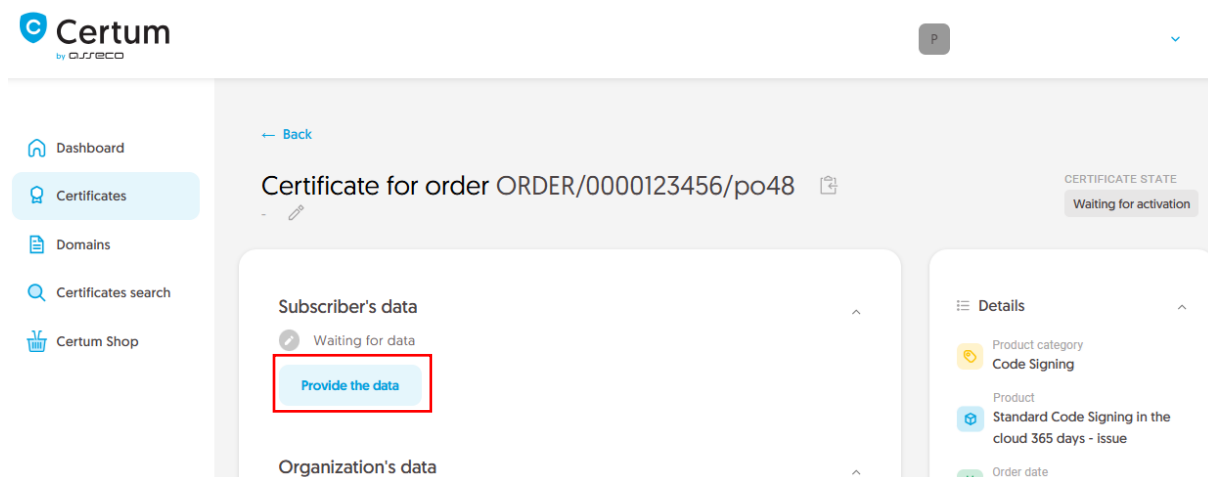 Certum
by asseco
P
Dashboard
Certificates
Domains
Certificates search
Certum Shop
← Back
Certificate for order ORDER/0000123456/po48
-
CERTIFICATE STATE
Waiting for activation
Subscriber's data
Waiting for data
Provide the data
Organization's data
Details
Product category
Code Signing
Product
Standard Code Signing in the
cloud 365 days - issue
Order date